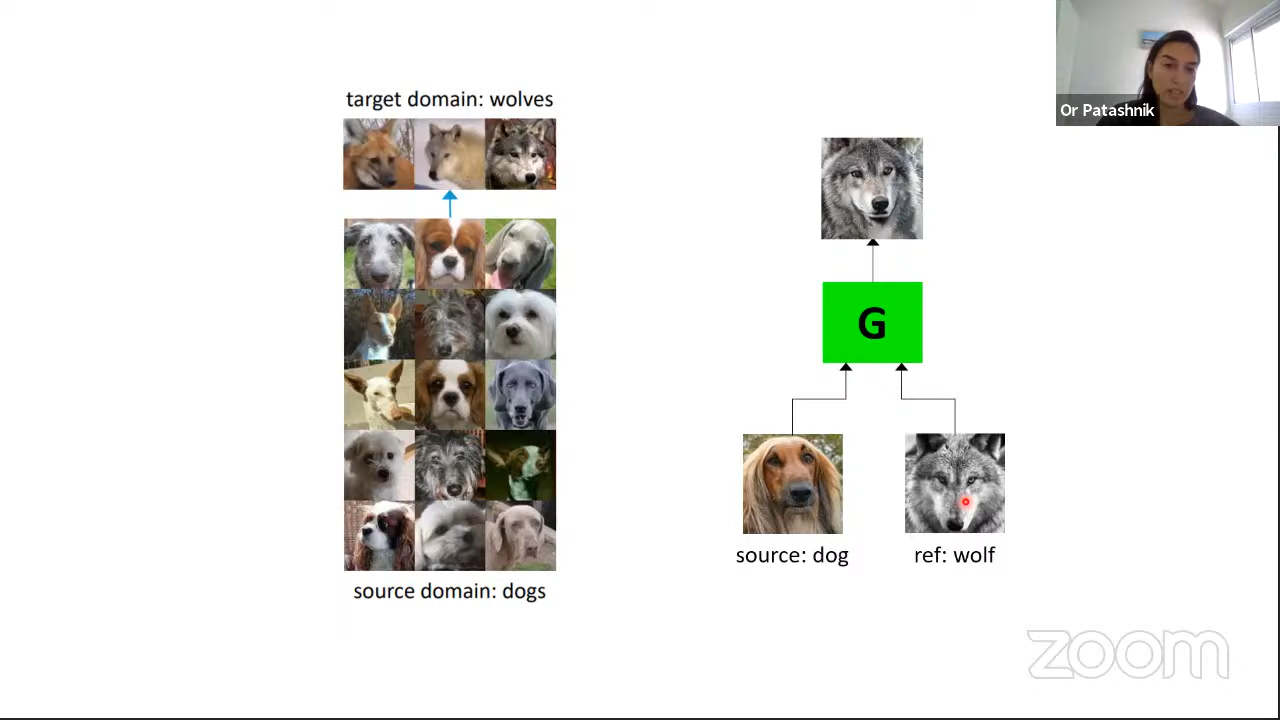 target domain: wolves
source domain: dogs
G
source: dog
ref: wolf
Or Patashnik
zoom